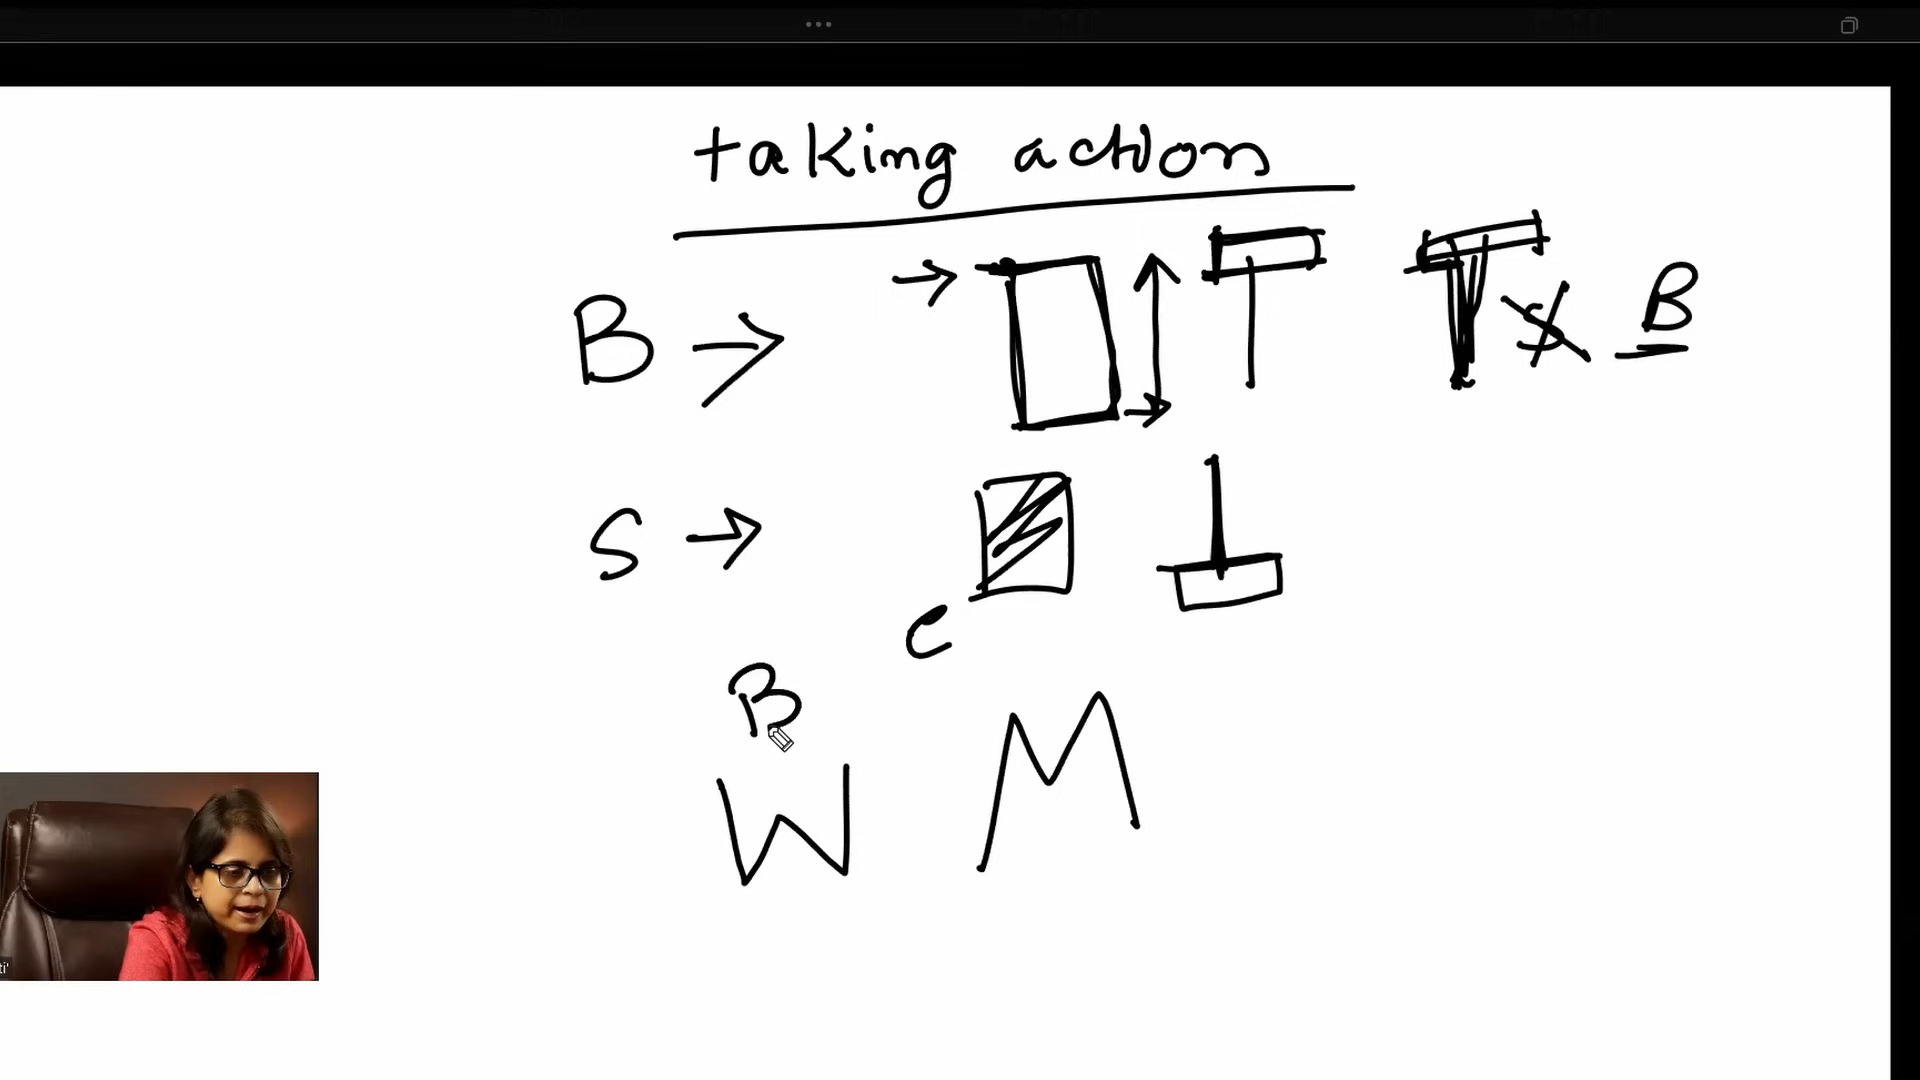 taking action
B → → S B
S →
C
B
W M